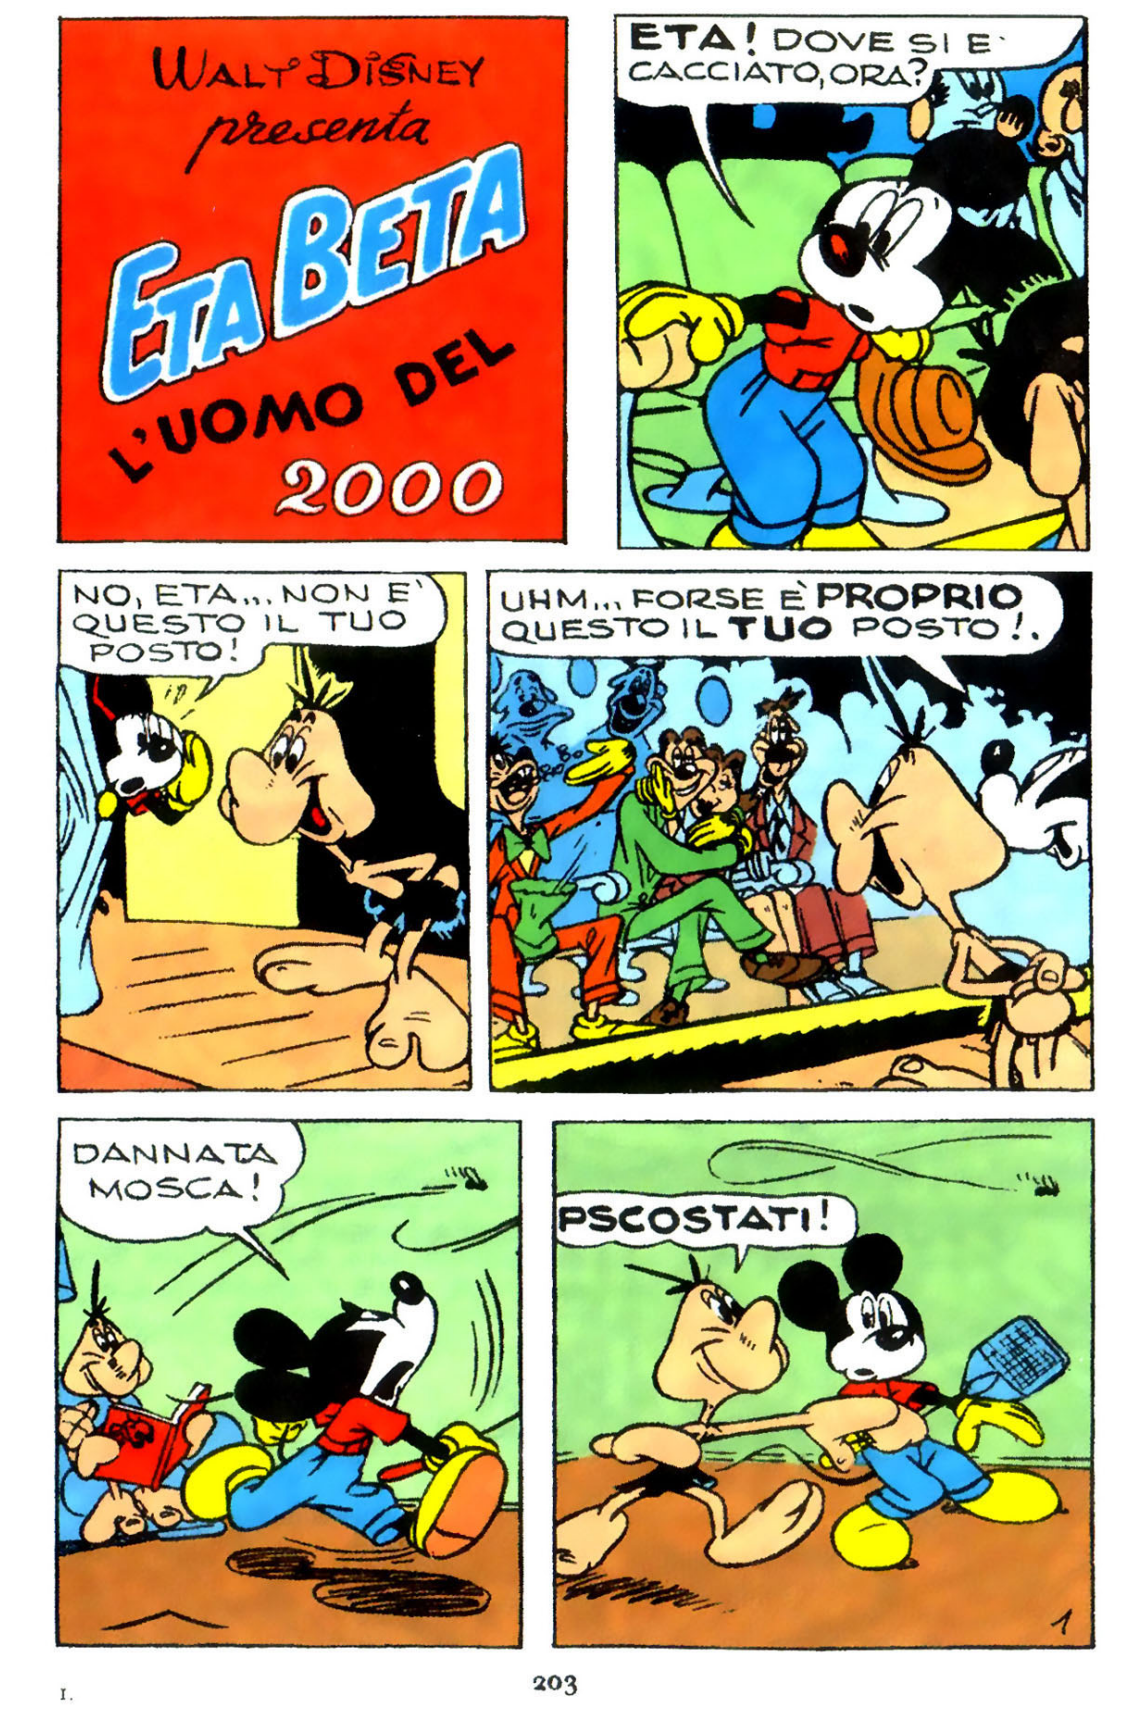 WALT DISNEY
presenta
ETA BETA
L'UOMO DEL
2000
ETA! DOVE SI E'
CACCIATO, ORA?
NO, ETA... NON E'
QUESTO IL TUO
POSTO!
UHM... FORSE È PROPRIO
QUESTO IL TUO POSTO!.
DANNATA
MOSCA!
PSCOSTATI!
1
203
I.